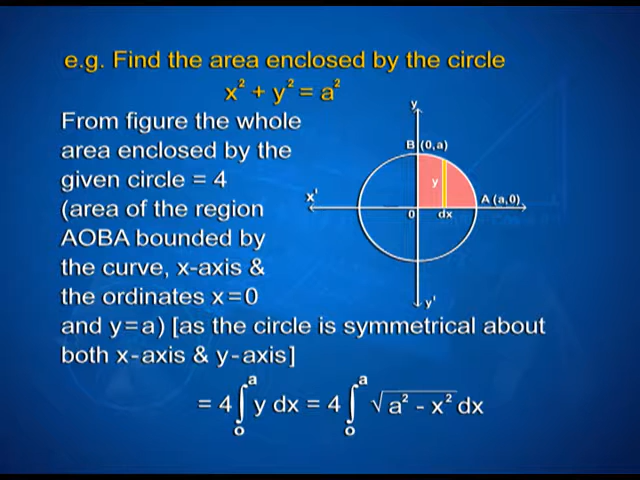 e.g. Find the area enclosed by the circle
x² + y² = a²
From figure the whole
area enclosed by the
given circle = 4
(area of the region
AOBA bounded by
the curve, x-axis &
the ordinates x=0
and y=a) [as the circle is symmetrical about
both x-axis & y-axis]
y
B (0,a)
y
x'
A (a,0)
0 dx
y'
= 4 ∫₀ᵃ y dx = 4 ∫₀ᵃ √a² - x² dx